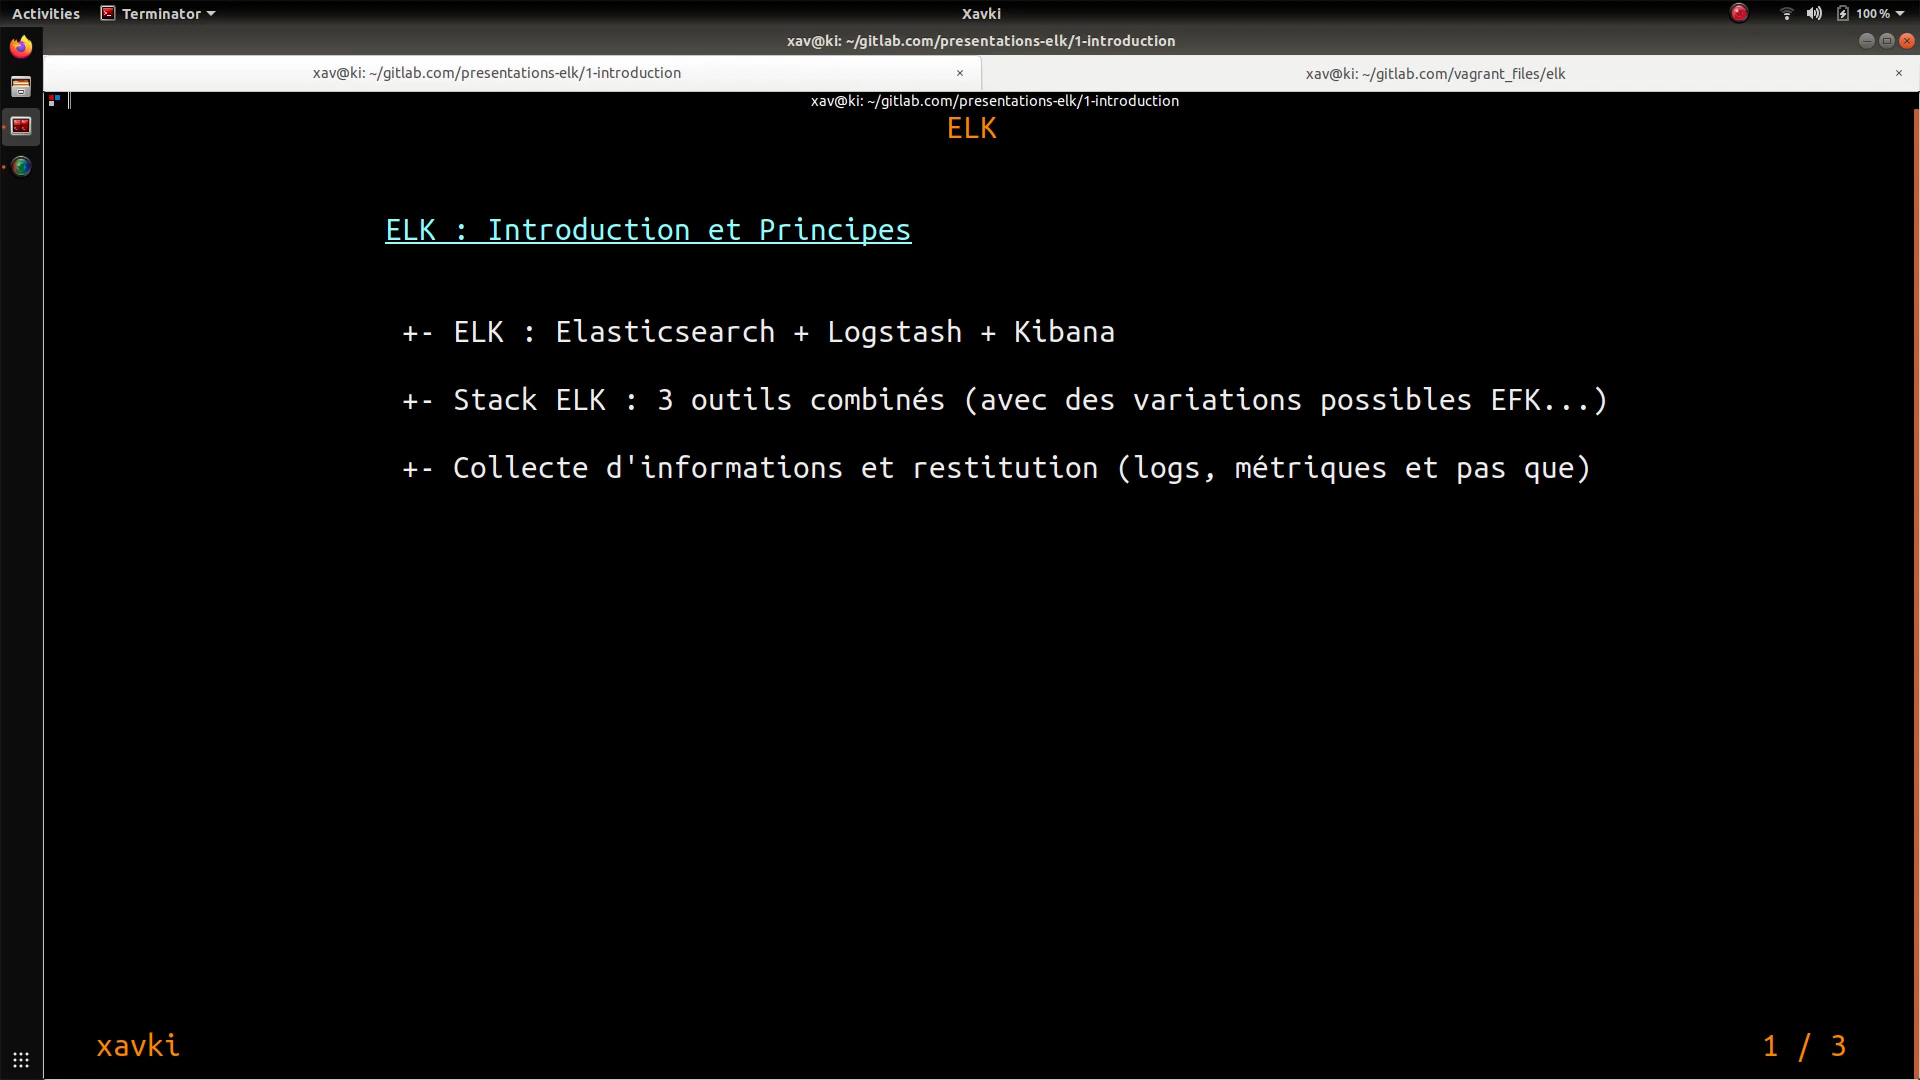 Activities Terminator Xavki 100 %
xav@ki: ~/gitlab.com/presentations-elk/1-introduction
xav@ki: ~/gitlab.com/presentations-elk/1-introduction × xav@ki: ~/gitlab.com/vagrant_files/elk ×
xav@ki: ~/gitlab.com/presentations-elk/1-introduction
ELK
ELK : Introduction et Principes
+- ELK : Elasticsearch + Logstash + Kibana
+- Stack ELK : 3 outils combinés (avec des variations possibles EFK...)
+- Collecte d'informations et restitution (logs, métriques et pas que)
xavki 1 / 3